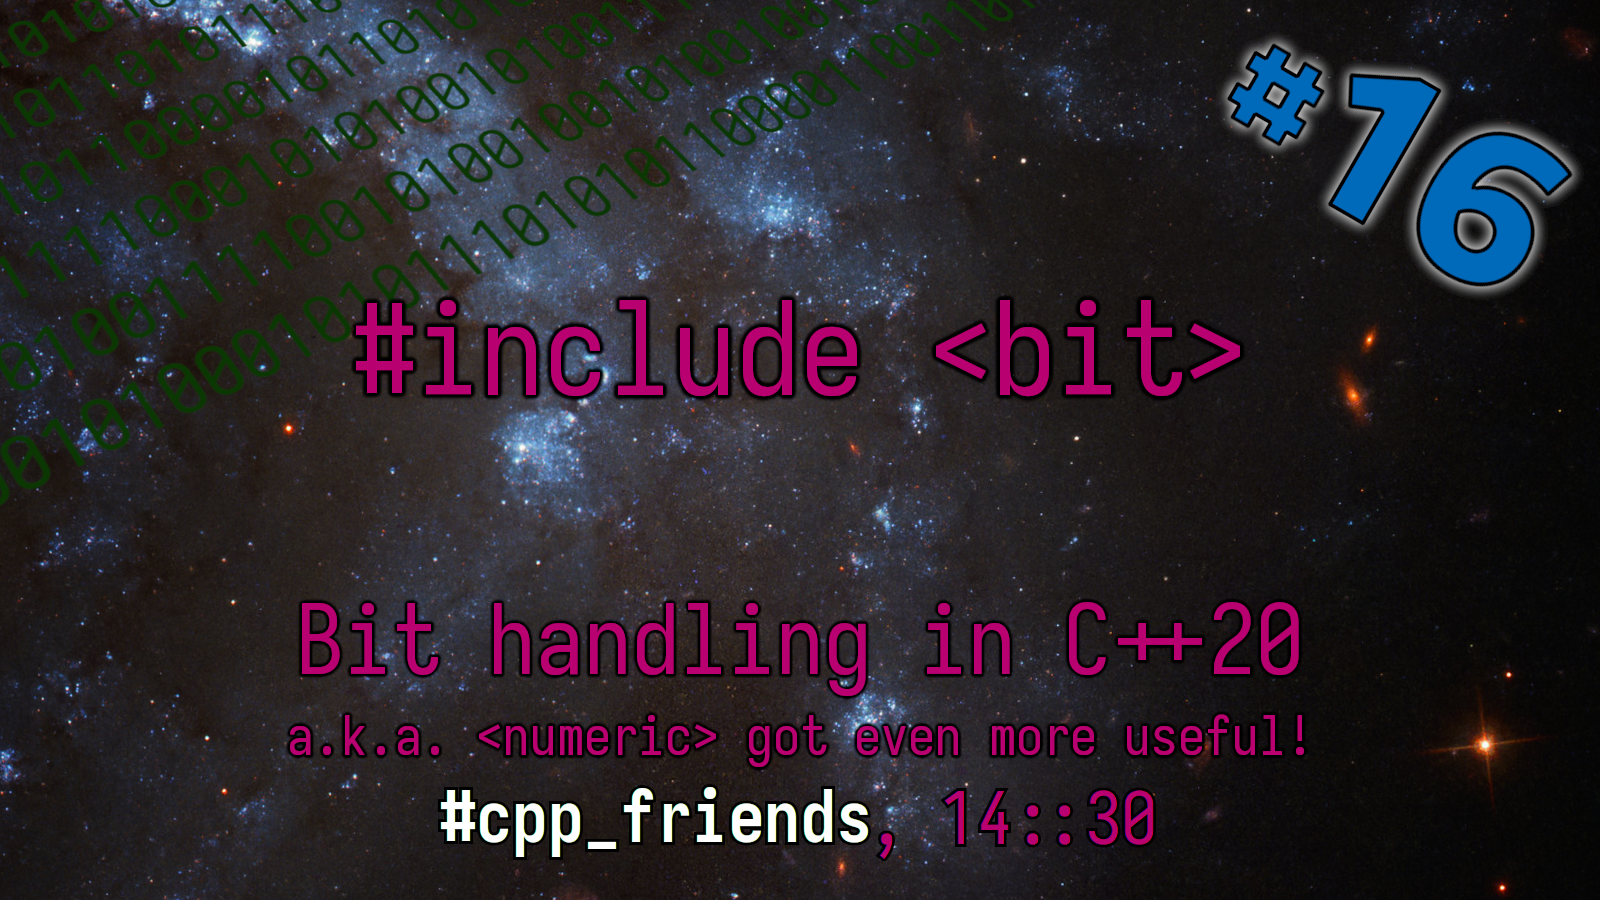 #16
#include <bit>
Bit handling in C++20
a.k.a. <numeric> got even more useful!
#cpp_friends, 14::30